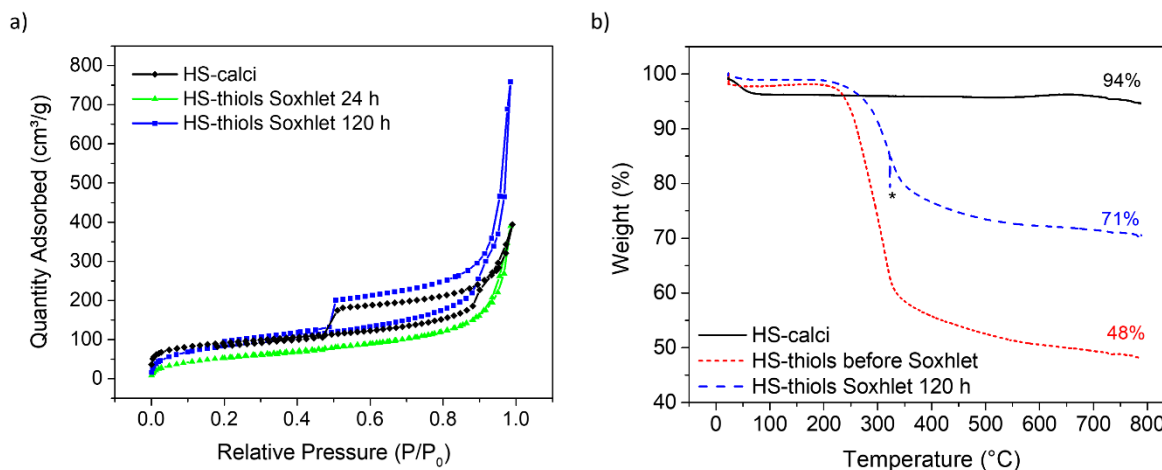 a)
800
700
600
500
400
300
200
100
0
Quantity Adsorbed (cm³/g)
HS-calci
HS-thiols Soxhlet 24 h
HS-thiols Soxhlet 120 h
0.0 0.2 0.4 0.6 0.8 1.0
Relative Pressure (P/P₀)
b)
100
90
80
70
60
50
40
Weight (%)
94%
*
71%
48%
HS-calci
HS-thiols before Soxhlet
HS-thiols Soxhlet 120 h
0 100 200 300 400 500 600 700 800
Temperature (°C)